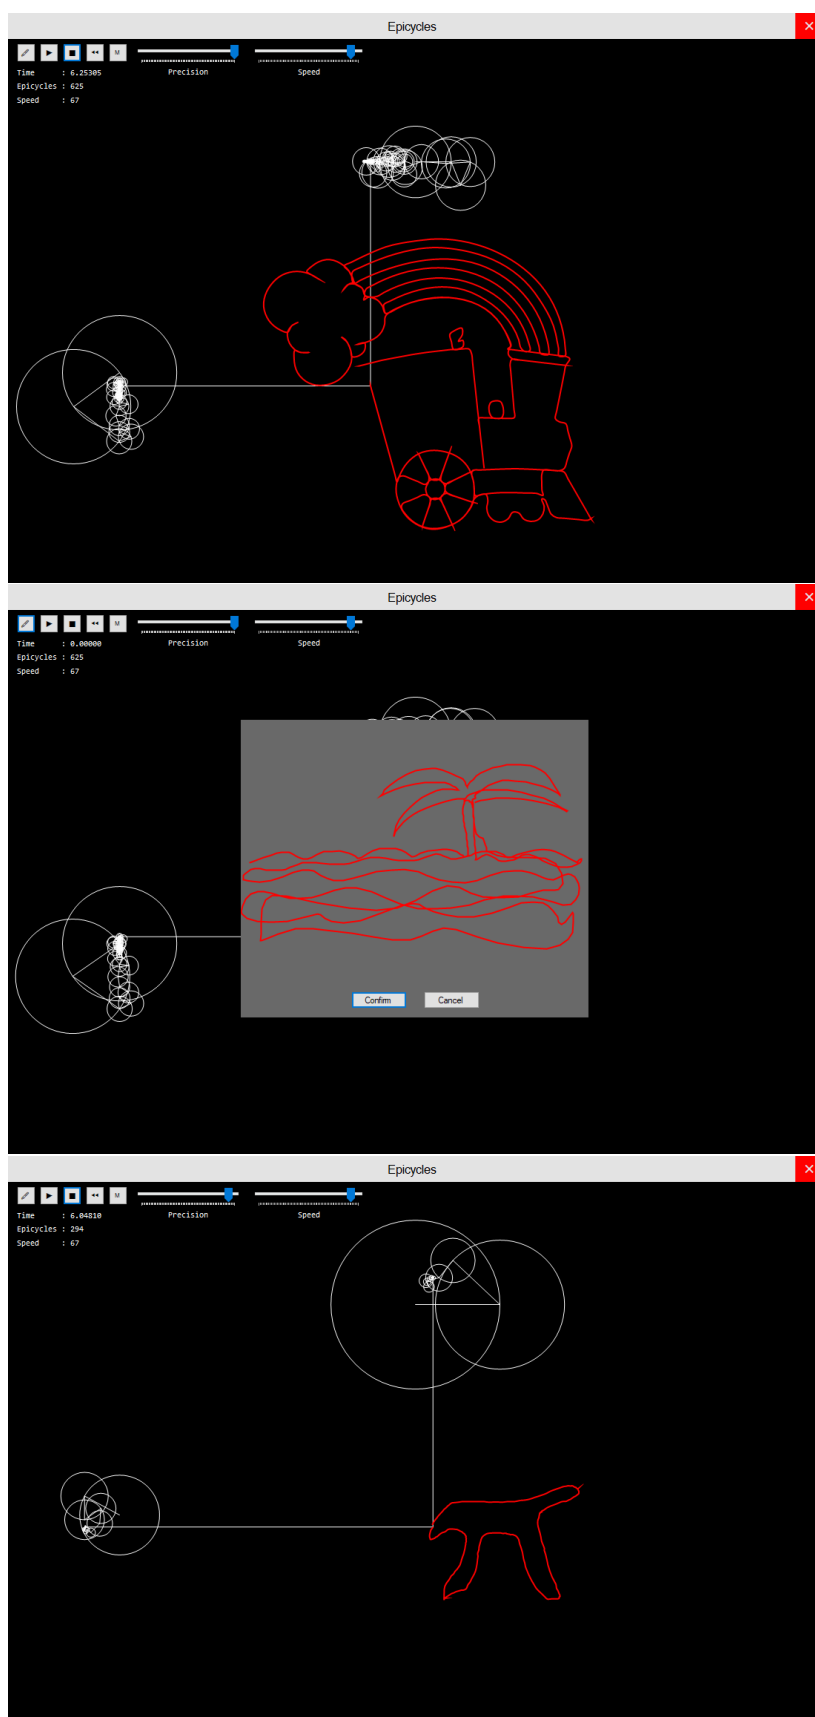 Epicycles
M
Time : 6.25305
Precision
Speed
Epicycles : 625
Speed : 67
Epicycles
M
Time : 0.00000
Precision
Speed
Epicycles : 625
Speed : 67
Confirm
Cancel
Epicycles
M
Time : 6.04810
Precision
Speed
Epicycles : 294
Speed : 67